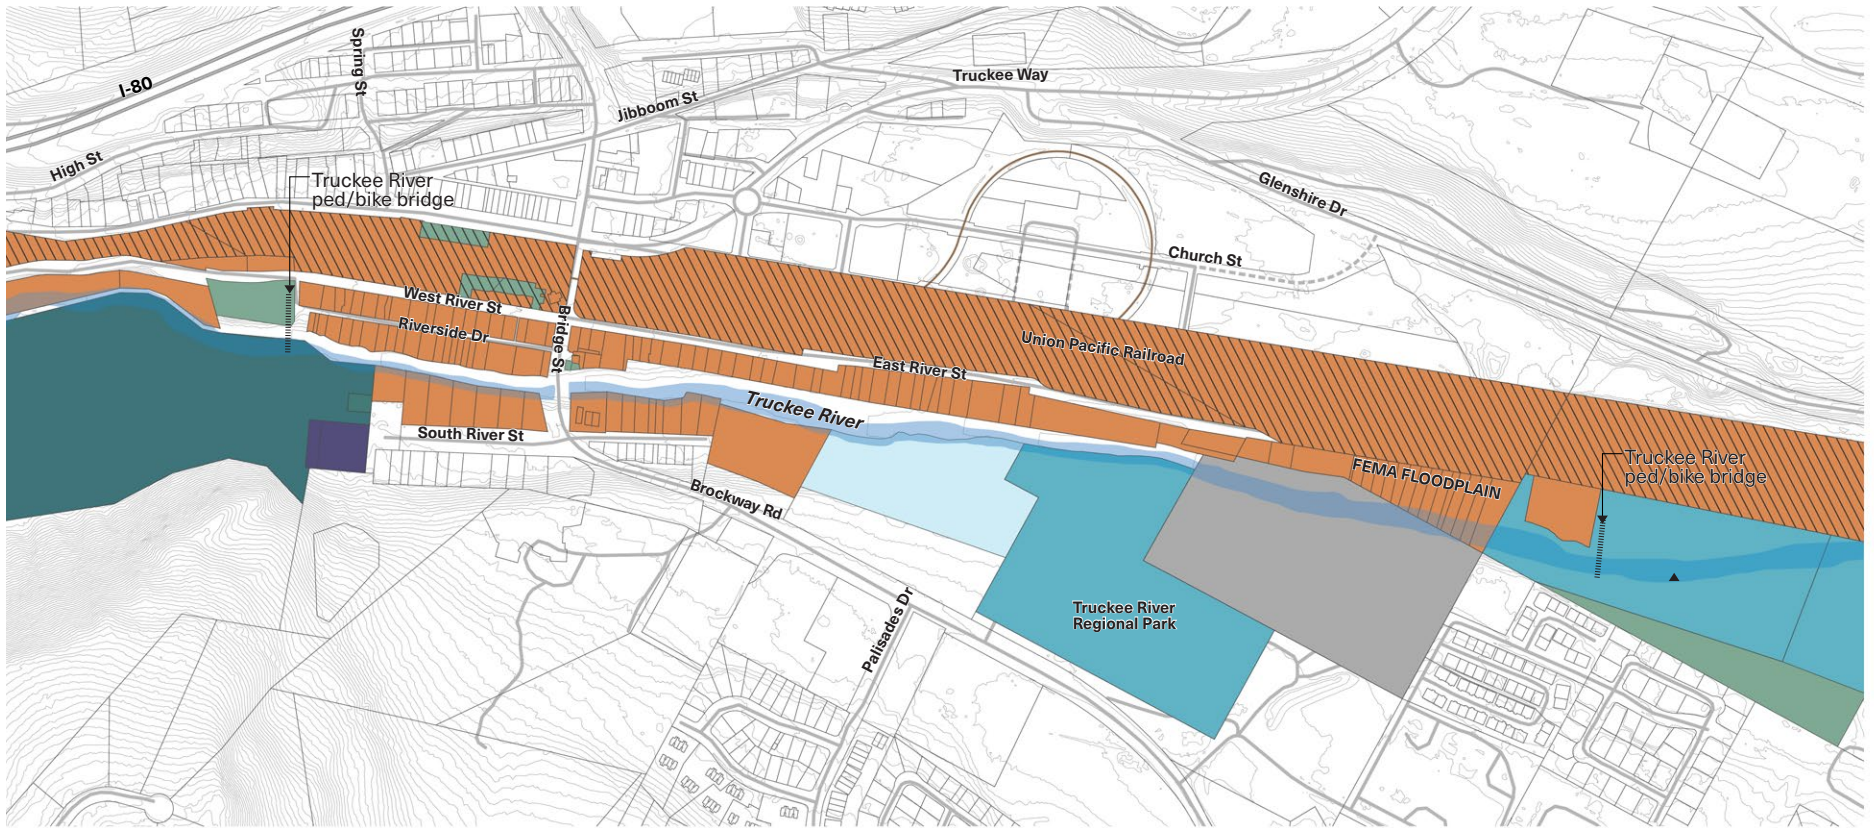 Spring St
I-80
Truckee Way
Jibboom St
High St
Truckee River
ped/bike bridge
Glenshire Dr
Church St
West River St
Bridge St
Riverside Dr
Union Pacific Railroad
East River St
Truckee River
South River St
FEMA FLOODPLAIN
Truckee River
ped/bike bridge
Brockway Rd
Palisades Dr
Truckee River
Regional Park